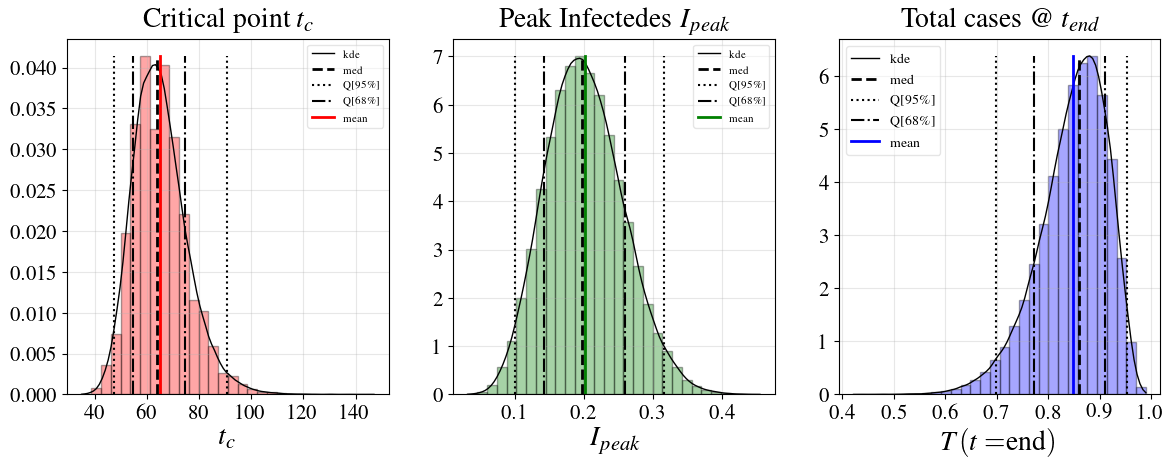 Critical point t_c
0.040
0.035
0.030
0.025
0.020
0.015
0.010
0.005
0.000
40 60 80 100 120 140
t_c
kde
med
Q[95%]
Q[68%]
mean
Peak Infectedes I_peak
7
6
5
4
3
2
1
0
0.1 0.2 0.3 0.4
I_peak
kde
med
Q[95%]
Q[68%]
mean
Total cases @ t_end
6
5
4
3
2
1
0
0.4 0.5 0.6 0.7 0.8 0.9 1.0
T (t =end)
kde
med
Q[95%]
Q[68%]
mean